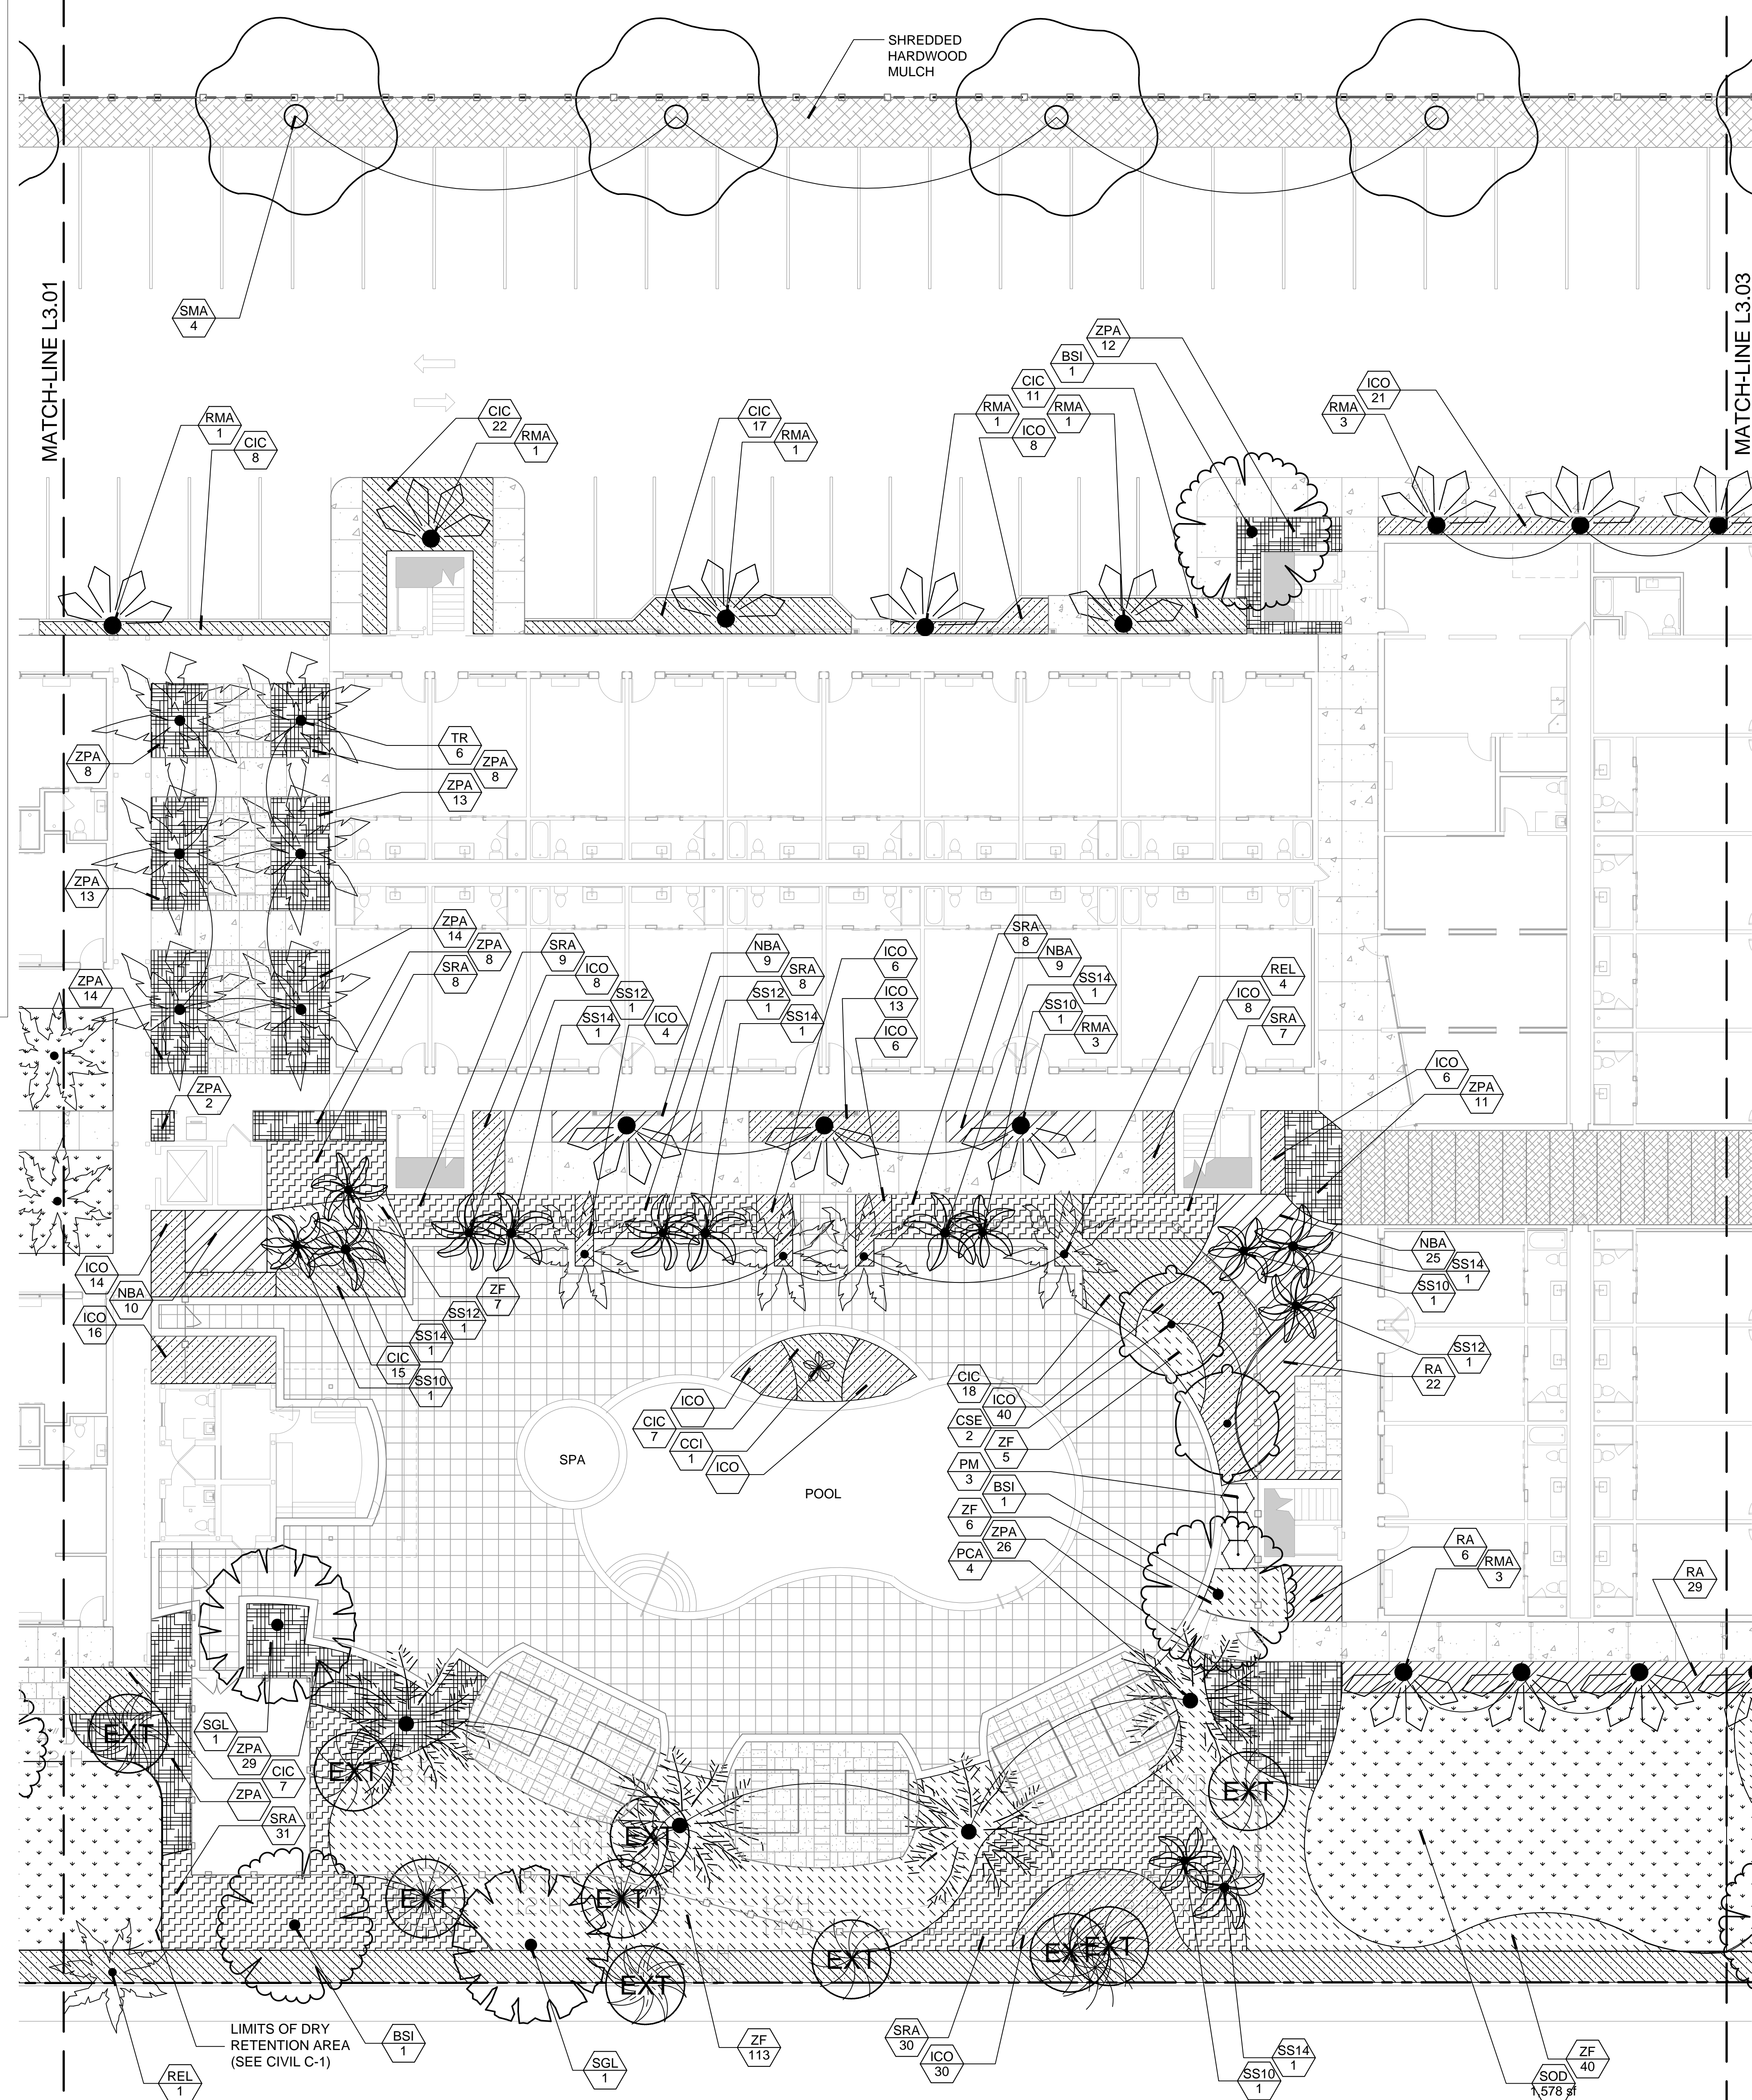 SHREDDED
HARDWOOD
MULCH
MATCH-LINE L3.01
MATCH-LINE L3.03
SMA
4
ZPA
12
BSI
1
CIC
11
RMA
1
RMA
1
ICO
8
ICO
21
RMA
3
RMA
1
CIC
8
CIC
22
RMA
1
CIC
17
RMA
1
TR
6
ZPA
8
ZPA
8
ZPA
13
ZPA
13
ZPA
14
ZPA
8
SRA
8
ZPA
14
SRA
9
ICO
8
SS12
1
SS14
1
ICO
4
NBA
9
SRA
8
SS12
1
SS14
1
ICO
6
ICO
13
ICO
6
SRA
8
NBA
9
SS14
1
SS10
1
RMA
3
REL
4
ICO
8
SRA
7
ZPA
2
ICO
6
ZPA
11
ICO
14
NBA
10
ICO
16
ZF
7
SS12
1
SS14
1
CIC
15
SS10
1
NBA
25
SS14
1
SS10
1
SS12
1
RA
22
ICO
CIC
7
CCI
1
ICO
SPA
POOL
CIC
18
ICO
40
CSE
2
ZF
5
PM
3
BSI
1
ZF
6
ZPA
26
PCA
4
RA
6
RMA
3
RA
29
SGL
1
ZPA
29
CIC
7
ZPA
SRA
31
EXT
EXT
EXT
EXT
EXT
EXT
EXT
EXT
EXT
EXT
LIMITS OF DRY
RETENTION AREA
(SEE CIVIL C-1)
REL
1
BSI
1
SGL
1
ZF
113
SRA
30
ICO
30
SS14
1
SS10
1
ZF
40
SOD
1,578 sf